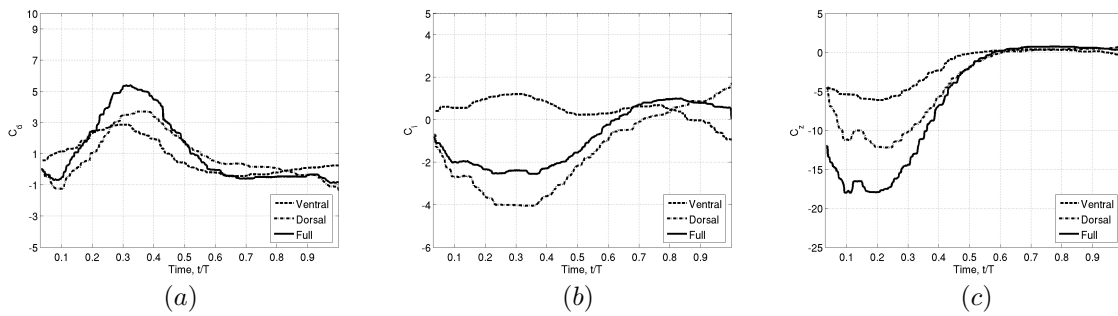 10
9
7
5
3
1
-1
-3
-5
C_d
0.1 0.2 0.3 0.4 0.5 0.6 0.7 0.8 0.9
Time, t/T
Ventral
Dorsal
Full
(a)
5
4
2
0
-2
-4
-6
C_l
0.1 0.2 0.3 0.4 0.5 0.6 0.7 0.8 0.9
Time, t/T
Ventral
Dorsal
Full
(b)
5
0
-5
-10
-15
-20
-25
C_z
0.1 0.2 0.3 0.4 0.5 0.6 0.7 0.8 0.9
Time, t/T
Ventral
Dorsal
Full
(c)